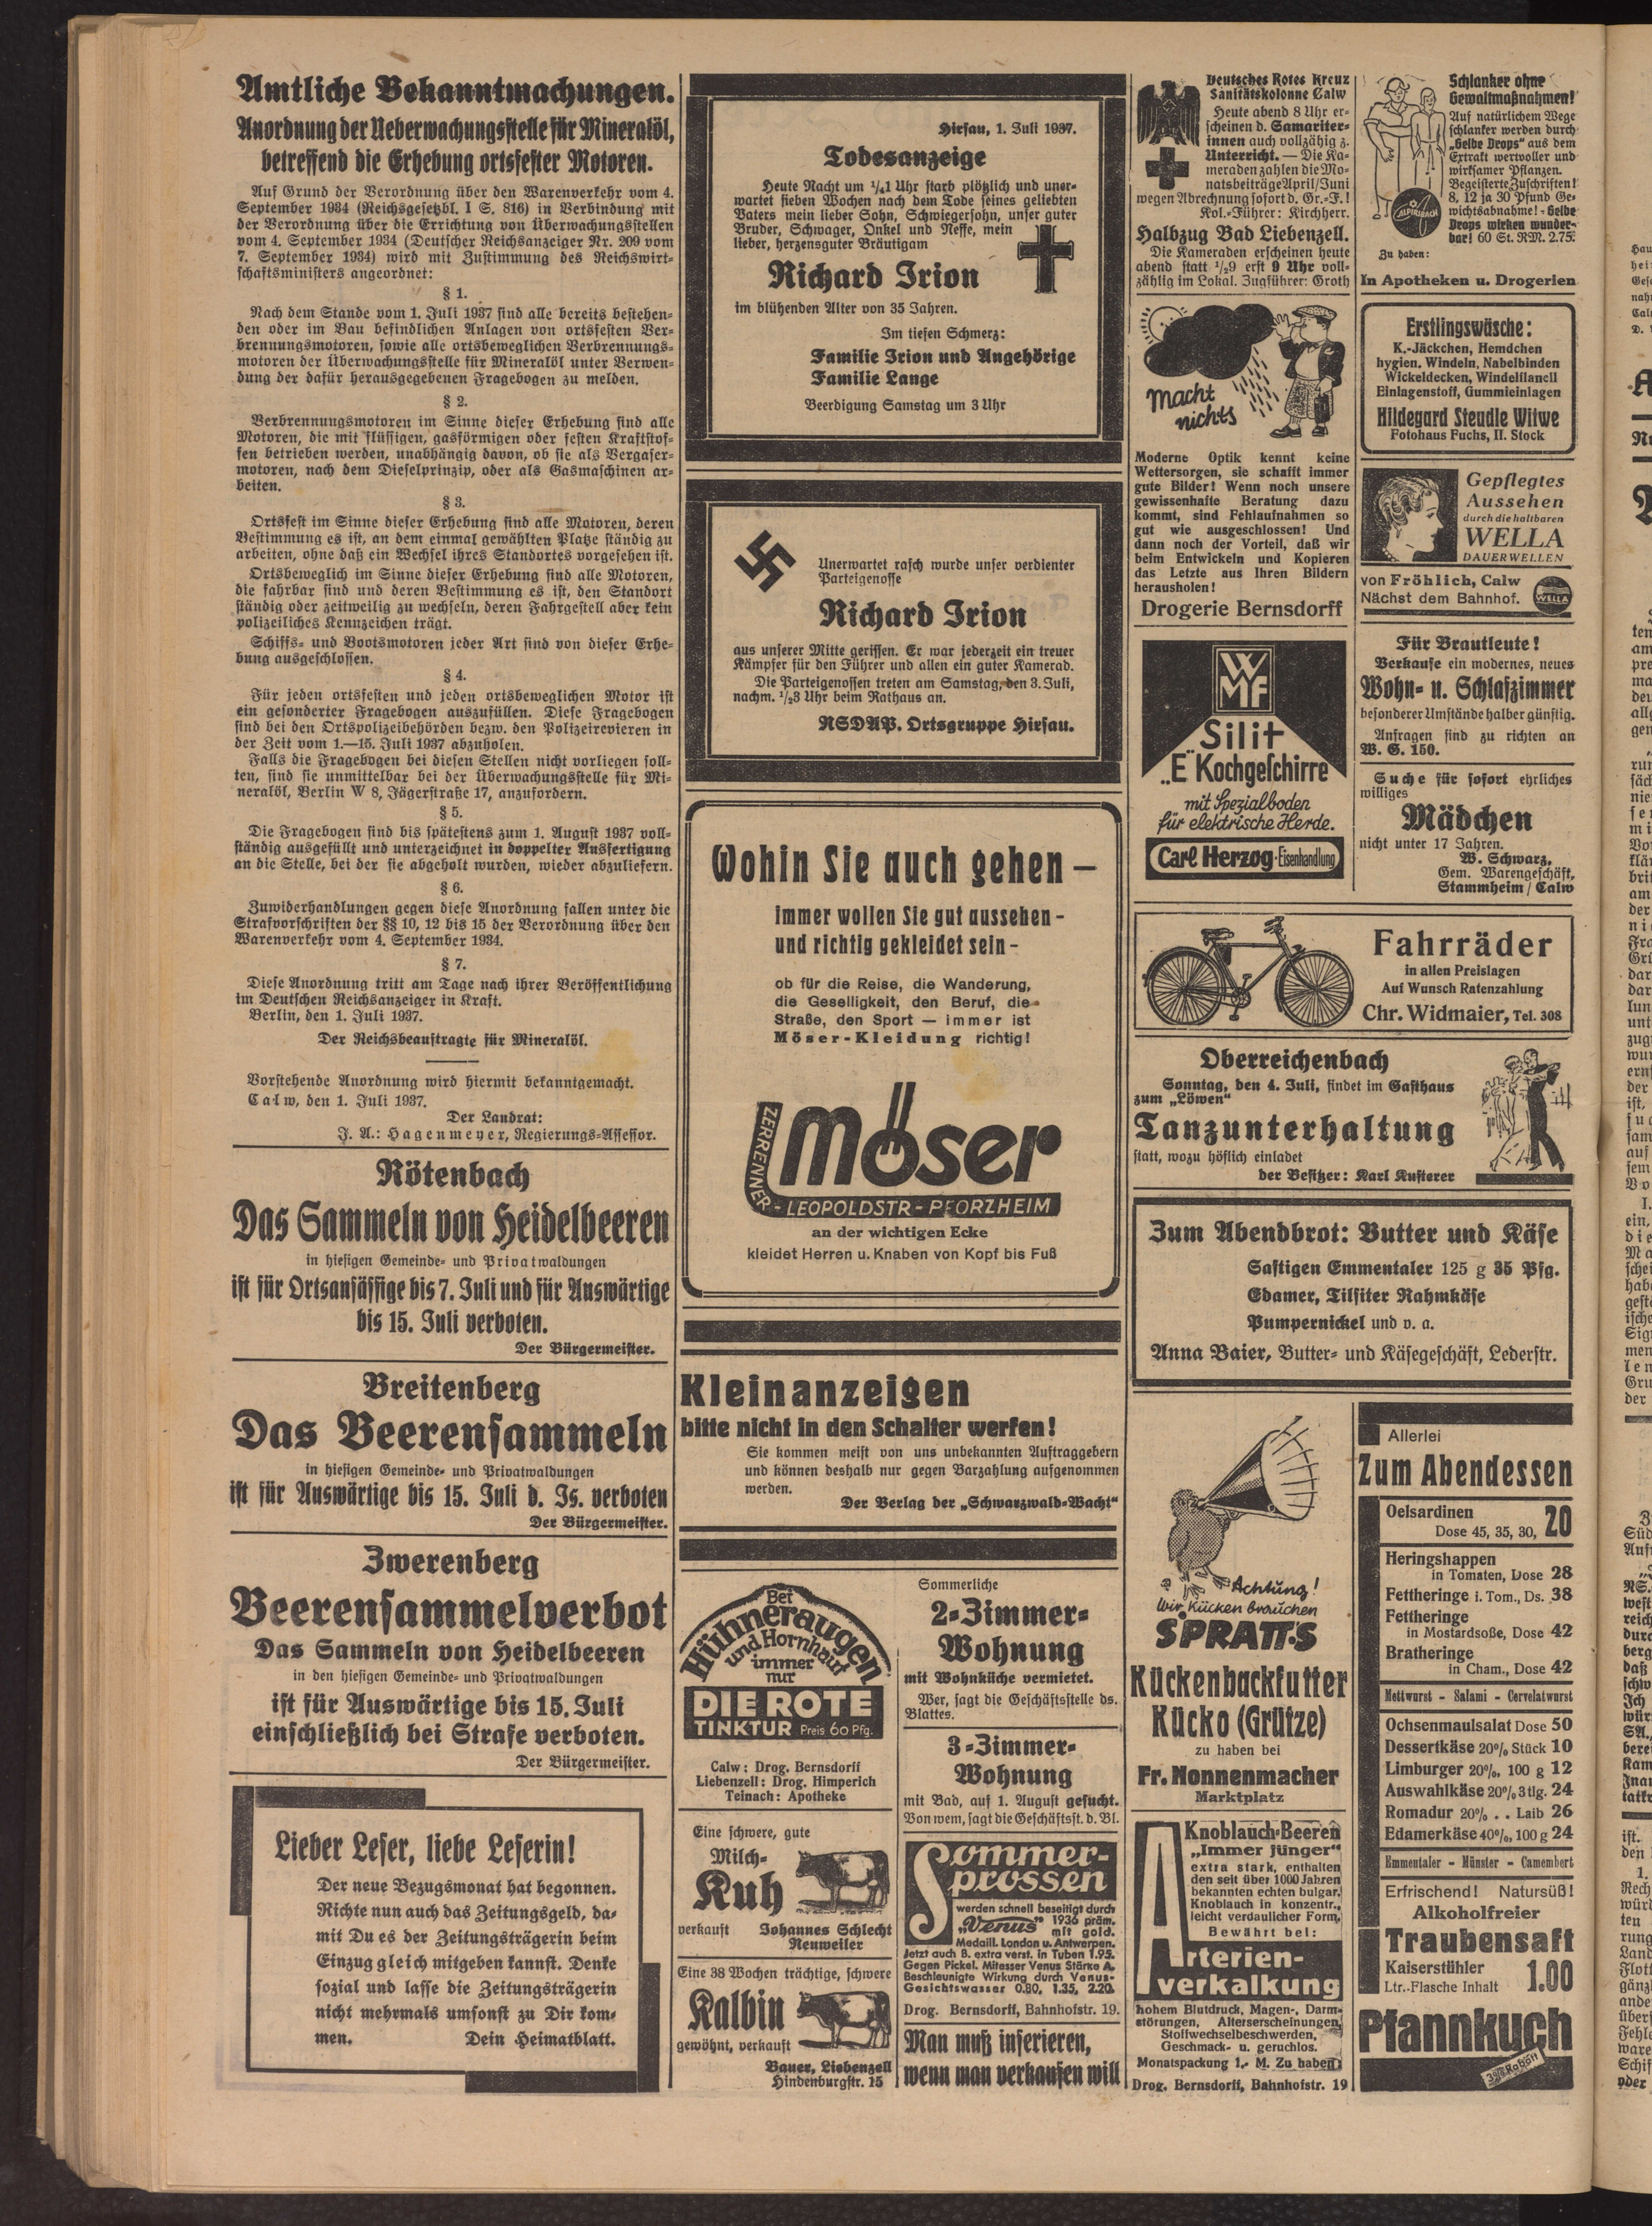 Amtliche Bekanntmachungen.
Anordnung der Ueberwachungsstelle für Mineralöl,
betreffend die Erhebung ortsfester Motoren.
Auf Grund der Verordnung über den Warenverkehr vom 4.
September 1934 (Reichsgesetzbl. I S. 816) in Verbindung mit
der Verordnung über die Errichtung von Überwachungsstellen
vom 4. September 1934 (Deutscher Reichsanzeiger Nr. 209 vom
7. September 1934) wird mit Zustimmung des Reichswirt-
schaftsministers angeordnet:
§ 1.
Nach dem Stande vom 1. Juli 1937 sind alle bereits bestehen-
den oder im Bau befindlichen Anlagen von ortsfesten Ver-
brennungsmotoren, sowie alle ortsbeweglichen Verbrennungs-
motoren der Überwachungsstelle für Mineralöl unter Verwen-
dung der dafür herausgegebenen Fragebogen zu melden.
§ 2.
Verbrennungsmotoren im Sinne dieser Erhebung sind alle
Motoren, die mit flüssigen, gasförmigen oder festen Kraftstof-
fen betrieben werden, unabhängig davon, ob sie als Vergaser-
motoren, nach dem Dieselprinzip, oder als Gasmaschinen ar-
beiten.
§ 3.
Ortsfest im Sinne dieser Erhebung sind alle Motoren, deren
Bestimmung es ist, an dem einmal gewählten Platze ständig zu
arbeiten, ohne daß ein Wechsel ihres Standortes vorgesehen ist.
Ortsbeweglich im Sinne dieser Erhebung sind alle Motoren,
die fahrbar sind und deren Bestimmung es ist, den Standort
ständig oder zeitweilig zu wechseln, deren Fahrgestell aber kein
polizeiliches Kennzeichen trägt.
Schiffs- und Bootsmotoren jeder Art sind von dieser Erhe-
bung ausgeschlossen.
§ 4.
Für jeden ortsfesten und jeden ortsbeweglichen Motor ist
ein gesonderter Fragebogen auszufüllen. Diese Fragebogen
sind bei den Ortspolizeibehörden bezw. den Polizeirevieren in
der Zeit vom 1.—15. Juli 1937 abzuholen.
Falls die Fragebogen bei diesen Stellen nicht vorliegen soll-
ten, sind sie unmittelbar bei der Überwachungsstelle für Mi-
neralöl, Berlin W 8, Jägerstraße 17, anzufordern.
§ 5.
Die Fragebogen sind bis spätestens zum 1. August 1937 voll-
ständig ausgefüllt und unterzeichnet in doppelter Ausfertigung
an die Stelle, bei der sie abgeholt wurden, wieder abzuliefern.
§ 6.
Zuwiderhandlungen gegen diese Anordnung fallen unter die
Strafvorschriften der §§ 10, 12 bis 15 der Verordnung über den
Warenverkehr vom 4. September 1934.
§ 7.
Diese Anordnung tritt am Tage nach ihrer Veröffentlichung
im Deutschen Reichsanzeiger in Kraft.
Berlin, den 1. Juli 1937.
Der Reichsbeauftragte für Mineralöl.
Vorstehende Anordnung wird hiermit bekanntgemacht.
Calw, den 1. Juli 1937.
Der Landrat:
J. A.: Hagenmeyer, Regierungs-Assessor.
Rötenbach
Das Sammeln von Heidelbeeren
in hiesigen Gemeinde- und Privatwaldungen
ist für Ortsansässige bis 7. Juli und für Auswärtige
bis 15. Juli verboten.
Der Bürgermeister.
Breitenberg
Das Beerensammeln
in hiesigen Gemeinde- und Privatwaldungen
ist für Auswärtige bis 15. Juli d. Js. verboten
Der Bürgermeister.
Zwerenberg
Beerensammelverbot
Das Sammeln von Heidelbeeren
in den hiesigen Gemeinde- und Privatwaldungen
ist für Auswärtige bis 15. Juli
einschließlich bei Strafe verboten.
Der Bürgermeister.
Lieber Leser, liebe Leserin!
Der neue Bezugsmonat hat begonnen.
Richte nun auch das Zeitungsgeld, da-
mit Du es der Zeitungsträgerin beim
Einzug gleich mitgeben kannst. Denke
sozial und lasse die Zeitungsträgerin
nicht mehrmals umsonst zu Dir kom-
men. Dein Heimatblatt.
Hirsau, 1. Juli 1937.
Todesanzeige
Heute Nacht um 1/41 Uhr starb plötzlich und uner-
wartet sieben Wochen nach dem Tode seines geliebten
Vaters mein lieber Sohn, Schwiegersohn, unser guter
Bruder, Schwager, Onkel und Neffe, mein
lieber, herzensguter Bräutigam
Richard Irion
im blühenden Alter von 35 Jahren.
Im tiefen Schmerz:
Familie Irion und Angehörige
Familie Lange
Beerdigung Samstag um 3 Uhr
Unerwartet rasch wurde unser verdienter
Parteigenosse
Richard Irion
aus unserer Mitte gerissen. Er war jederzeit ein treuer
Kämpfer für den Führer und allen ein guter Kamerad.
Die Parteigenossen treten am Samstag, den 3. Juli,
nachm. 1/23 Uhr beim Rathaus an.
NSDAP. Ortsgruppe Hirsau.
Wohin Sie auch gehen —
immer wollen Sie gut aussehen -
und richtig gekleidet sein -
ob für die Reise, die Wanderung,
die Geselligkeit, den Beruf, die
Straße, den Sport — immer ist
Möser-Kleidung richtig!
Möser
ZERRENNER - LEOPOLDSTR - PFORZHEIM
an der wichtigen Ecke
kleidet Herren u. Knaben von Kopf bis Fuß
Kleinanzeigen
bitte nicht in den Schalter werfen!
Sie kommen meist von uns unbekannten Auftraggebern
und können deshalb nur gegen Barzahlung aufgenommen
werden.
Der Verlag der „Schwarzwald-Wacht“
Bei
Hühneraugen
und Hornhaut
immer
nur
DIE ROTE
TINKTUR Preis 60 Pfg.
Calw: Drog. Bernsdorff
Liebenzell: Drog. Himperich
Teinach: Apotheke
Eine schwere, gute
Milch-
Kuh
verkauft Johannes Schlecht
Neuweiler
Eine 38 Wochen trächtige, schwere
Kalbin
gewöhnt, verkauft
Bauer, Liebenzell
Hindenburgstr. 15
Sommerliche
2-Zimmer-
Wohnung
mit Wohnküche vermietet.
Wer, sagt die Geschäftsstelle ds.
Blattes.
3-Zimmer-
Wohnung
mit Bad, auf 1. August gesucht.
Von wem, sagt die Geschäftsst. d. Bl.
Sommer-
sprossen
werden schnell beseitigt durch
„Venus“ 1936 präm.
mit gold.
Medaill. London u. Antwerpen.
Jetzt auch B. extra verst. in Tuben 1.95.
Gegen Pickel, Mitesser Venus Stärke A.
Beschleunigte Wirkung durch Venus-
Gesichtswasser 0.80, 1.35, 2.20.
Drog. Bernsdorff, Bahnhofstr. 19.
Man muß inserieren,
wenn man verkaufen will
Deutsches Rotes Kreuz
Sanitätskolonne Calw
Heute abend 8 Uhr er-
scheinen d. Samariter-
innen auch vollzählig z.
Unterricht. — Die Ka-
meraden zahlen die Mo-
natsbeiträge April/Juni
wegen Abrechnung sofort d. Gr.-F.!
Kol.-Führer: Kirchherr.
Halbzug Bad Liebenzell.
Die Kameraden erscheinen heute
abend statt 1/29 erst 9 Uhr voll-
zählig im Lokal. Zugführer: Groth
Macht
nichts
Moderne Optik kennt keine
Wettersorgen, sie schafft immer
gute Bilder! Wenn noch unsere
gewissenhafte Beratung dazu
kommt, sind Fehlaufnahmen so
gut wie ausgeschlossen! Und
dann noch der Vorteil, daß wir
beim Entwickeln und Kopieren
das Letzte aus Ihren Bildern
herausholen!
Drogerie Bernsdorff
WMF
Silit
„E“ Kochgeschirre
mit Spezialboden
für elektrische Herde.
Carl Herzog Eisenhandlung
Schlanker ohne
Gewaltmaßnahmen!
Auf natürlichem Wege
schlanker werden durch
„Gelbe Drops“ aus dem
Extrakt wertvoller und
wirksamer Pflanzen.
Begeisterte Zuschriften!
8, 12 ja 30 Pfund Ge-
wichtsabnahme! - Gelbe
Drops wirken wunder-
bar! 60 St. RM. 2.75.
ALPIRSBACH
Zu haben:
In Apotheken u. Drogerien
Erstlingswäsche:
K.-Jäckchen, Hemdchen
hygien. Windeln, Nabelbinden
Wickeldecken, Windelflanell
Einlagenstoff, Gummieinlagen
Hildegard Steudle Witwe
Fotohaus Fuchs, II. Stock
Gepflegtes
Aussehen
durch die haltbaren
WELLA
DAUERWELLEN
von Fröhlich, Calw
Nächst dem Bahnhof.
WELLA
Für Brautleute!
Verkaufe ein modernes, neues
Wohn- u. Schlafzimmer
besonderer Umstände halber günstig.
Anfragen sind zu richten an
W. G. 150.
Suche für sofort ehrliches
williges
Mädchen
nicht unter 17 Jahren.
W. Schwarz,
Gem. Warengeschäft,
Stammheim / Calw
Fahrräder
in allen Preislagen
Auf Wunsch Ratenzahlung
Chr. Widmaier, Tel. 308
Oberreichenbach
Sonntag, den 4. Juli, findet im Gasthaus
zum „Löwen“
Tanzunterhaltung
statt, wozu höflich einladet
der Besitzer: Karl Kusterer
Zum Abendbrot: Butter und Käse
Saftigen Emmentaler 125 g 35 Pfg.
Edamer, Tilsiter Rahmkäse
Pumpernickel und v. a.
Anna Baier, Butter- und Käsegeschäft, Lederstr.
Achtung!
Wir Kücken brauchen
SPRATT'S
Kückenbackfutter
Kücko (Grütze)
zu haben bei
Fr. Nonnenmacher
Marktplatz
Knoblauch-Beeren
„Immer jünger“
extra stark, enthalten
den seit über 1000 Jahren
bekannten echten bulgar.
Knoblauch in konzentr.,
leicht verdaulicher Form.
Bewährt bei:
Arterien-
verkalkung
hohem Blutdruck, Magen-, Darm-
störungen, Alterserscheinungen,
Stoffwechselbeschwerden,
Geschmack- u. geruchlos.
Monatspackung 1,- M. Zu haben:
Drog. Bernsdorff, Bahnhofstr. 19
Allerlei
Zum Abendessen
Oelsardinen
Dose 45, 35, 30, 20
Heringshappen
in Tomaten, Dose 28
Fettheringe i. Tom., Ds. 38
Fettheringe
in Mostardsoße, Dose 42
Bratheringe
in Cham., Dose 42
Mettwurst - Salami - Cervelatwurst
Ochsenmaulsalat Dose 50
Dessertkäse 20% Stück 10
Limburger 20%, 100 g 12
Auswahlkäse 20% 3tlg. 24
Romadur 20% . . Laib 26
Edamerkäse 40%, 100 g 24
Emmentaler - Münster - Camembert
Erfrischend! Natursüß!
Alkoholfreier
Traubensaft
Kaiserstühler
Ltr.-Flasche Inhalt 1.00
Pfannkuch
3% Rabatt